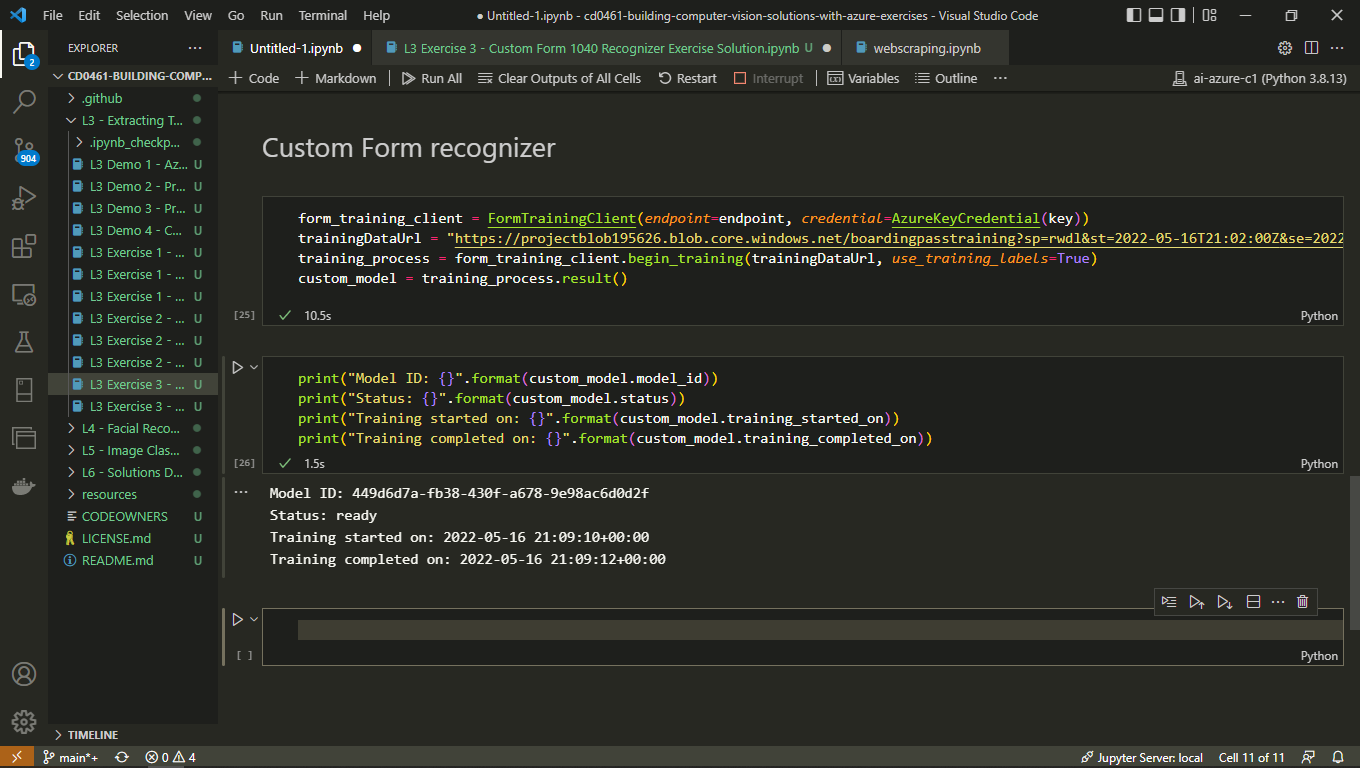 File Edit Selection View Go Run Terminal Help
● Untitled-1.ipynb - cd0461-building-computer-vision-solutions-with-azure-exercises - Visual Studio Code
2
904
EXPLORER ...
CD0461-BUILDING-COMP...
.github
L3 - Extracting T...
.ipynb_checkp...
L3 Demo 1 - Az... U
L3 Demo 2 - Pr... U
L3 Demo 3 - Pr... U
L3 Demo 4 - C... U
L3 Exercise 1 - ... U
L3 Exercise 1 - ... U
L3 Exercise 1 - ... U
L3 Exercise 2 - ... U
L3 Exercise 2 - ... U
L3 Exercise 2 - ... U
L3 Exercise 3 - ... U
L3 Exercise 3 - ... U
L4 - Facial Reco...
L5 - Image Clas...
L6 - Solutions D...
resources
CODEOWNERS U
LICENSE.md U
README.md U
TIMELINE
Untitled-1.ipynb ●
L3 Exercise 3 - Custom Form 1040 Recognizer Exercise Solution.ipynb U ●
webscraping.ipynb
+ Code + Markdown Run All Clear Outputs of All Cells Restart Interrupt Variables Outline ...
ai-azure-c1 (Python 3.8.13)
Custom Form recognizer
form_training_client = FormTrainingClient(endpoint=endpoint, credential=AzureKeyCredential(key))
trainingDataUrl = "https://projectblob195626.blob.core.windows.net/boardingpasstraining?sp=rwdl&st=2022-05-16T21:02:00Z&se=2022
training_process = form_training_client.begin_training(trainingDataUrl, use_training_labels=True)
custom_model = training_process.result()
[25] ✓ 10.5s Python
print("Model ID: {}".format(custom_model.model_id))
print("Status: {}".format(custom_model.status))
print("Training started on: {}".format(custom_model.training_started_on))
print("Training completed on: {}".format(custom_model.training_completed_on))
[26] ✓ 1.5s Python
... Model ID: 449d6d7a-fb38-430f-a678-9e98ac6d0d2f
Status: ready
Training started on: 2022-05-16 21:09:10+00:00
Training completed on: 2022-05-16 21:09:12+00:00
[ ] Python
main*+ 0 4 Jupyter Server: local Cell 11 of 11